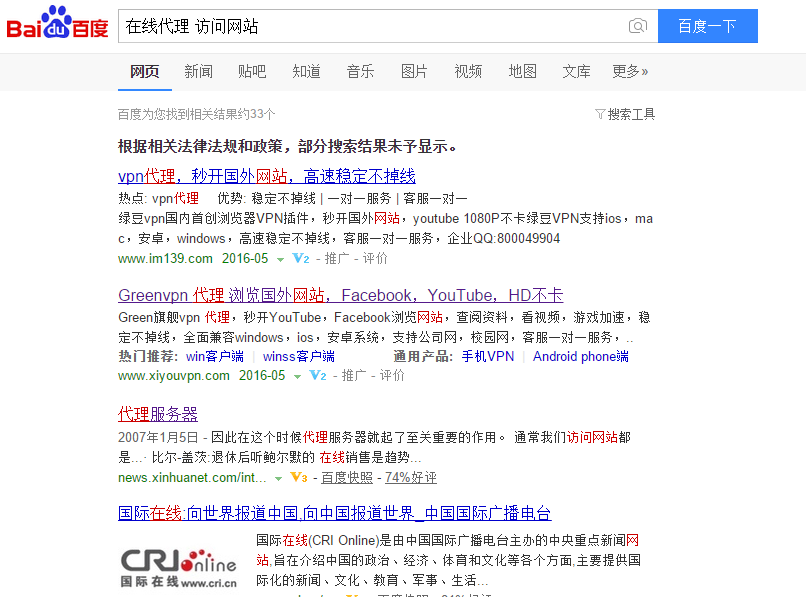 Bai du 百度
在线代理 访问网站
百度一下
网页 新闻 贴吧 知道 音乐 图片 视频 地图 文库 更多»
百度为您找到相关结果约33个
搜索工具
根据相关法律法规和政策，部分搜索结果未予显示。
vpn代理，秒开国外网站，高速稳定不掉线
热点: vpn代理 优势: 稳定不掉线 | 一对一服务 | 客服一对一
绿豆vpn国内首创浏览器VPN插件，秒开国外网站，youtube 1080P不卡绿豆VPN支持ios，ma
c，安卓，windows，高速稳定不掉线，客服一对一服务，企业QQ:800049904
www.im139.com 2016-05 V2 - 推广 - 评价
Greenvpn 代理 浏览国外网站，Facebook，YouTube，HD不卡
Green旗舰vpn 代理，秒开YouTube，Facebook浏览网站，查阅资料，看视频，游戏加速，稳
定不掉线，全面兼容windows，ios，安卓系统，支持公司网，校园网，客服一对一服务，..
热门推荐: win客户端 | winss客户端 通用产品: 手机VPN | Android phone端
www.xiyouvpn.com 2016-05 V2 - 推广 - 评价
代理服务器
2007年1月5日 - 因此在这个时候代理服务器就起了至关重要的作用。 通常我们访问网站都
是...· 比尔-盖茨:退休后听鲍尔默的 在线销售是趋势...
news.xinhuanet.com/int... V3 - 百度快照 - 74%好评
国际在线:向世界报道中国,向中国报道世界_中国国际广播电台
CRI online
国际在线 www.cri.cn
国际在线(CRI Online)是由中国国际广播电台主办的中央重点新闻网
站,旨在介绍中国的政治、经济、体育和文化等各个方面,主要提供国
际化的新闻、文化、教育、军事、生活...